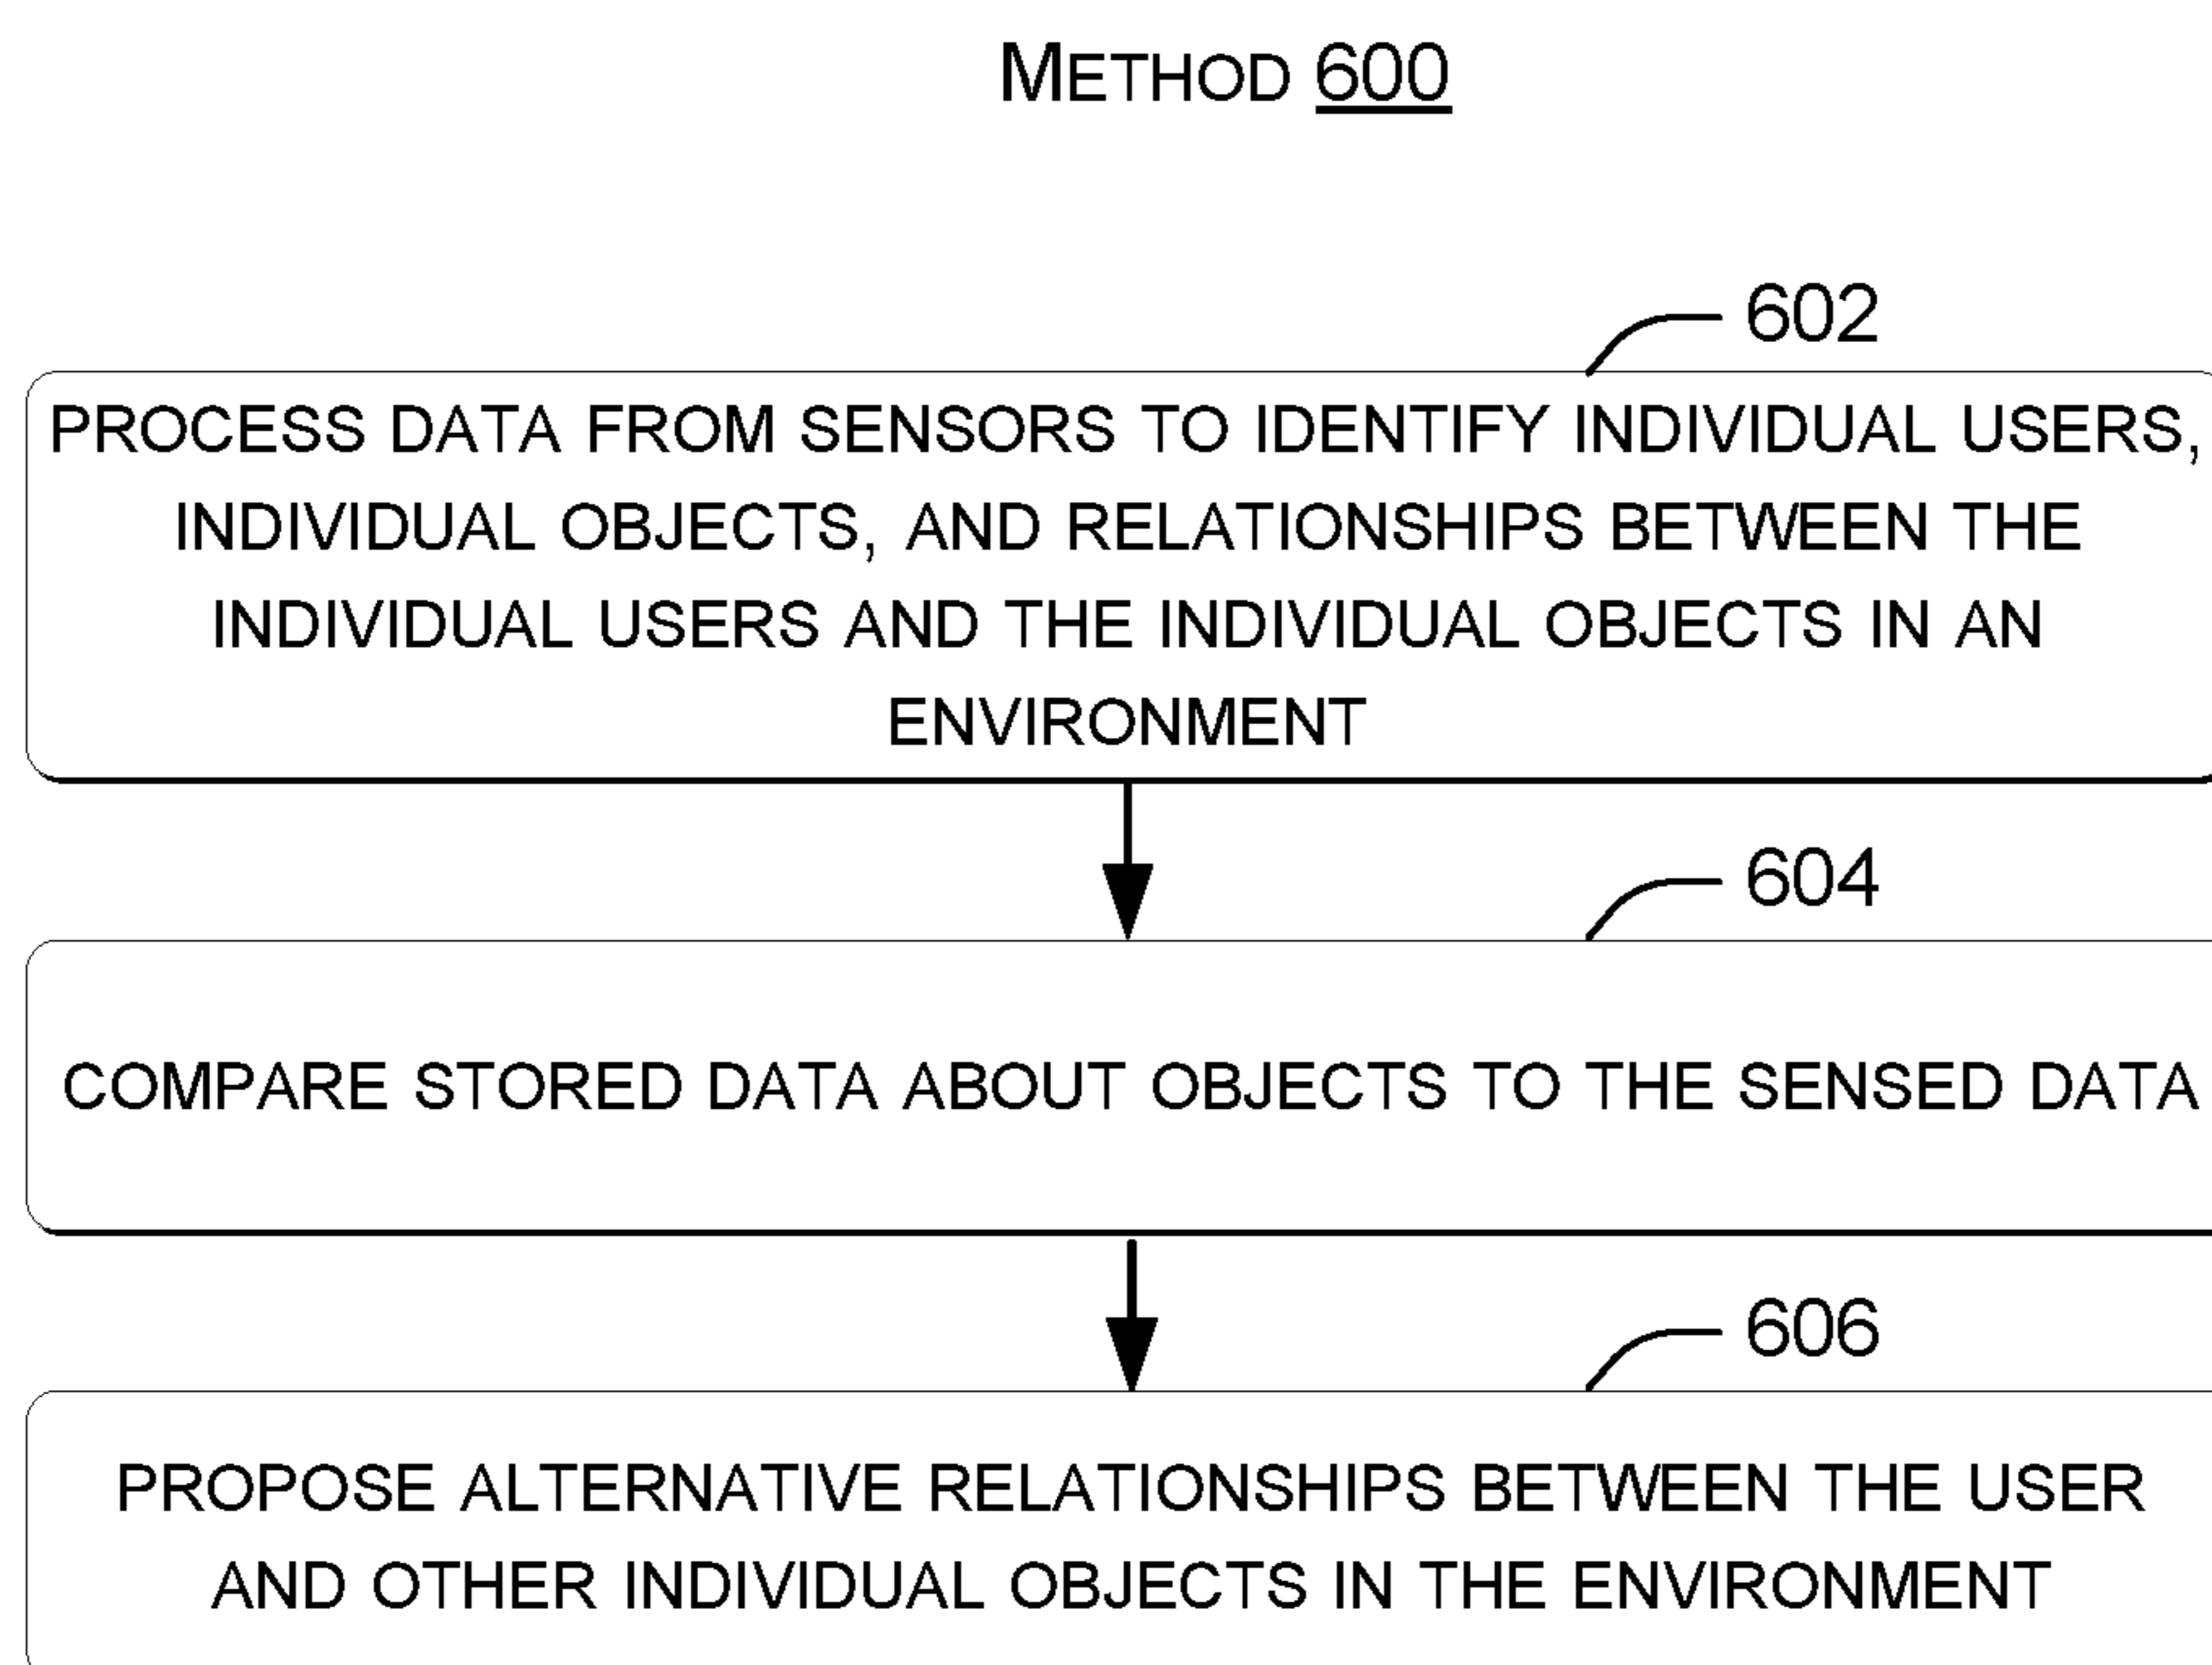 METHOD 600
602
PROCESS DATA FROM SENSORS TO IDENTIFY INDIVIDUAL USERS,
INDIVIDUAL OBJECTS, AND RELATIONSHIPS BETWEEN THE
INDIVIDUAL USERS AND THE INDIVIDUAL OBJECTS IN AN
ENVIRONMENT
604
COMPARE STORED DATA ABOUT OBJECTS TO THE SENSED DATA
606
PROPOSE ALTERNATIVE RELATIONSHIPS BETWEEN THE USER
AND OTHER INDIVIDUAL OBJECTS IN THE ENVIRONMENT